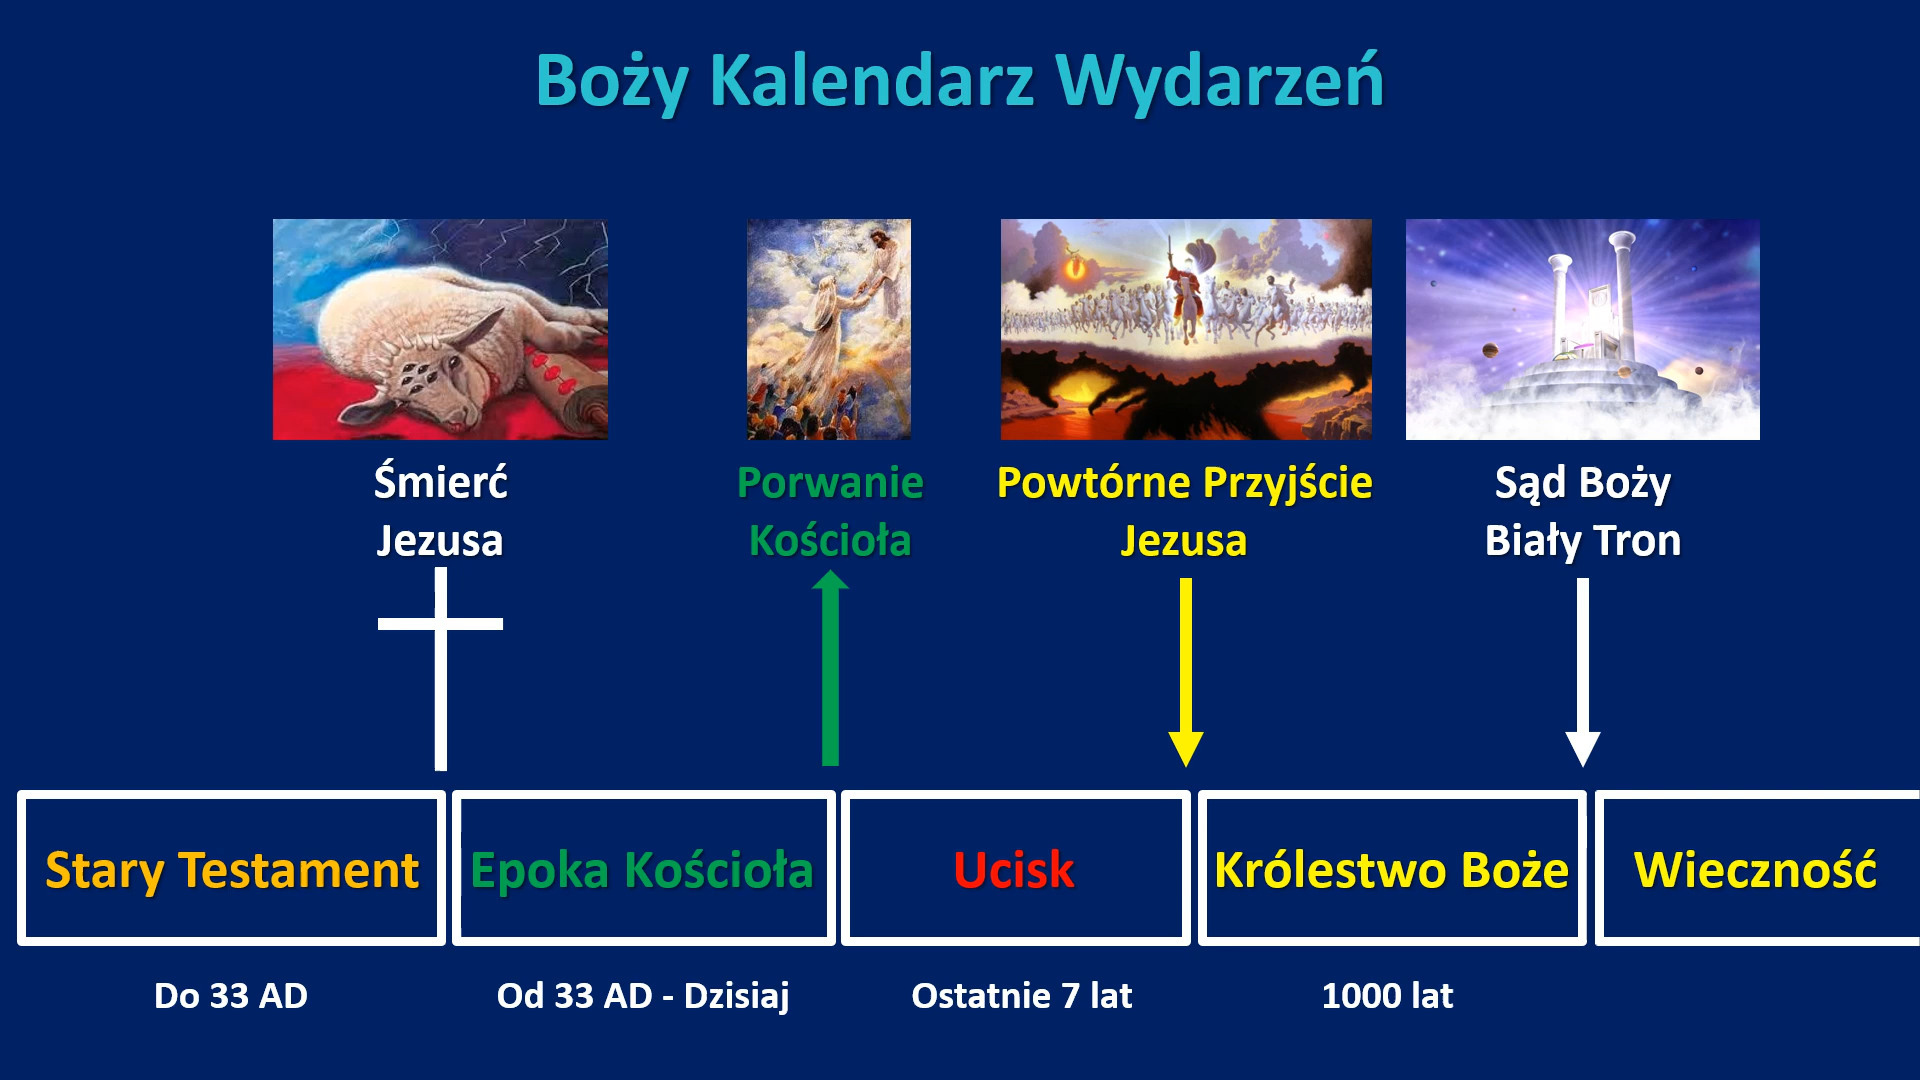 Boży Kalendarz Wydarzeń
Śmierć
Jezusa
Porwanie
Kościoła
Powtórne Przyjście
Jezusa
Sąd Boży
Biały Tron
Stary Testament
Epoka Kościoła
Ucisk
Królestwo Boże
Wieczność
Do 33 AD
Od 33 AD - Dzisiaj
Ostatnie 7 lat
1000 lat